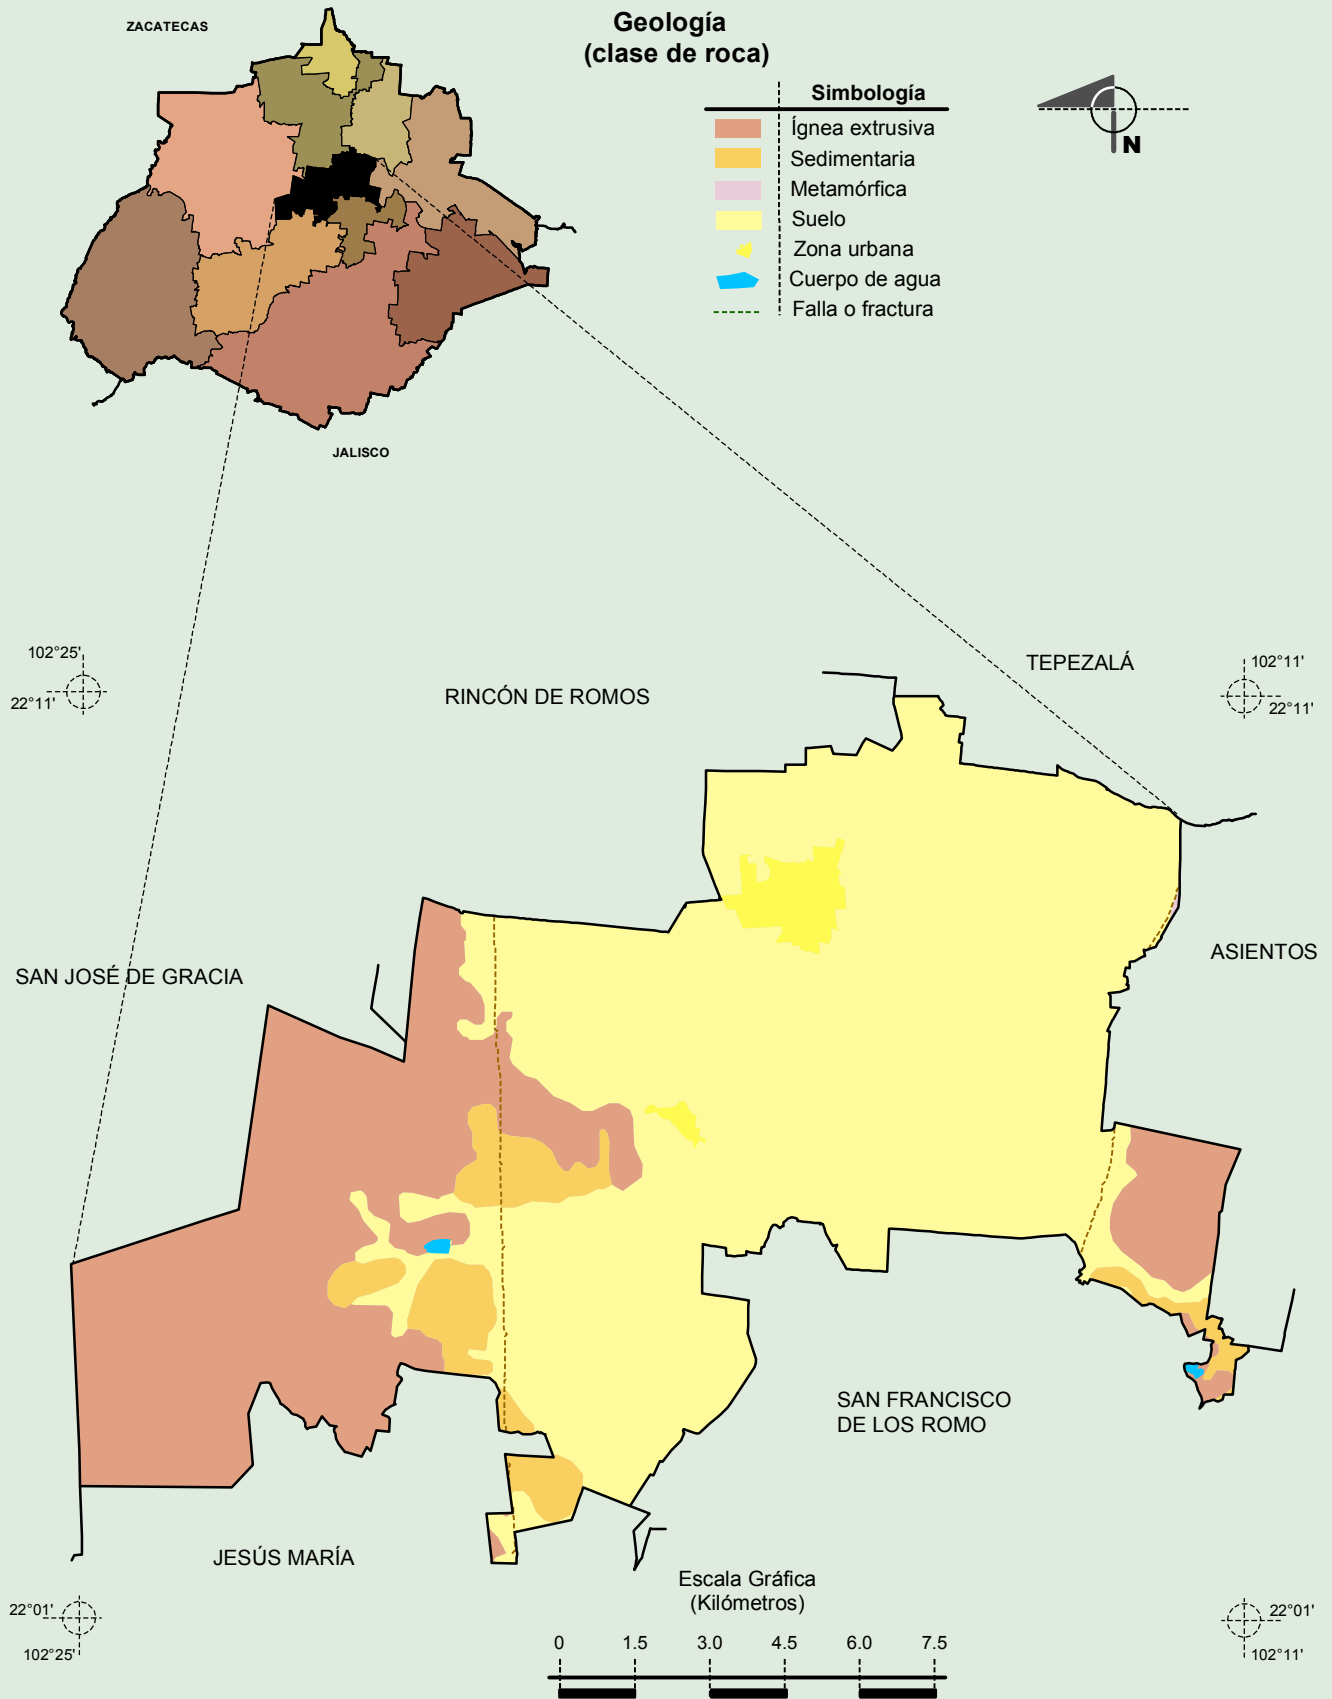 Geología
(clase de roca)
ZACATECAS
JALISCO
Simbología
Ígnea extrusiva
Sedimentaria
Metamórfica
Suelo
Zona urbana
Cuerpo de agua
Falla o fractura
N
102°25'
22°11'
RINCÓN DE ROMOS
TEPEZALÁ
102°11'
22°11'
SAN JOSÉ DE GRACIA
ASIENTOS
SAN FRANCISCO
DE LOS ROMO
JESÚS MARÍA
22°01'
102°25'
Escala Gráfica
(Kilómetros)
0 1.5 3.0 4.5 6.0 7.5
22°01'
102°11'